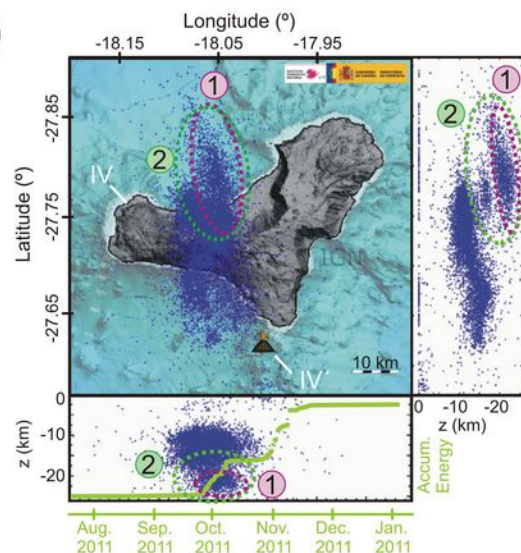 Longitude (º)
-18.15 -18.05 -17.95
1
2
IV
IV´
10 km
Latitude (º)
-27.85
-27.75
-27.65
1
2
0 -10 -20
z (km)
0
-10
-20
z (km)
2
1
Accum.
Energy
Aug. Sep. Oct. Nov. Dec. Jan.
2011 2011 2011 2011 2011 2012